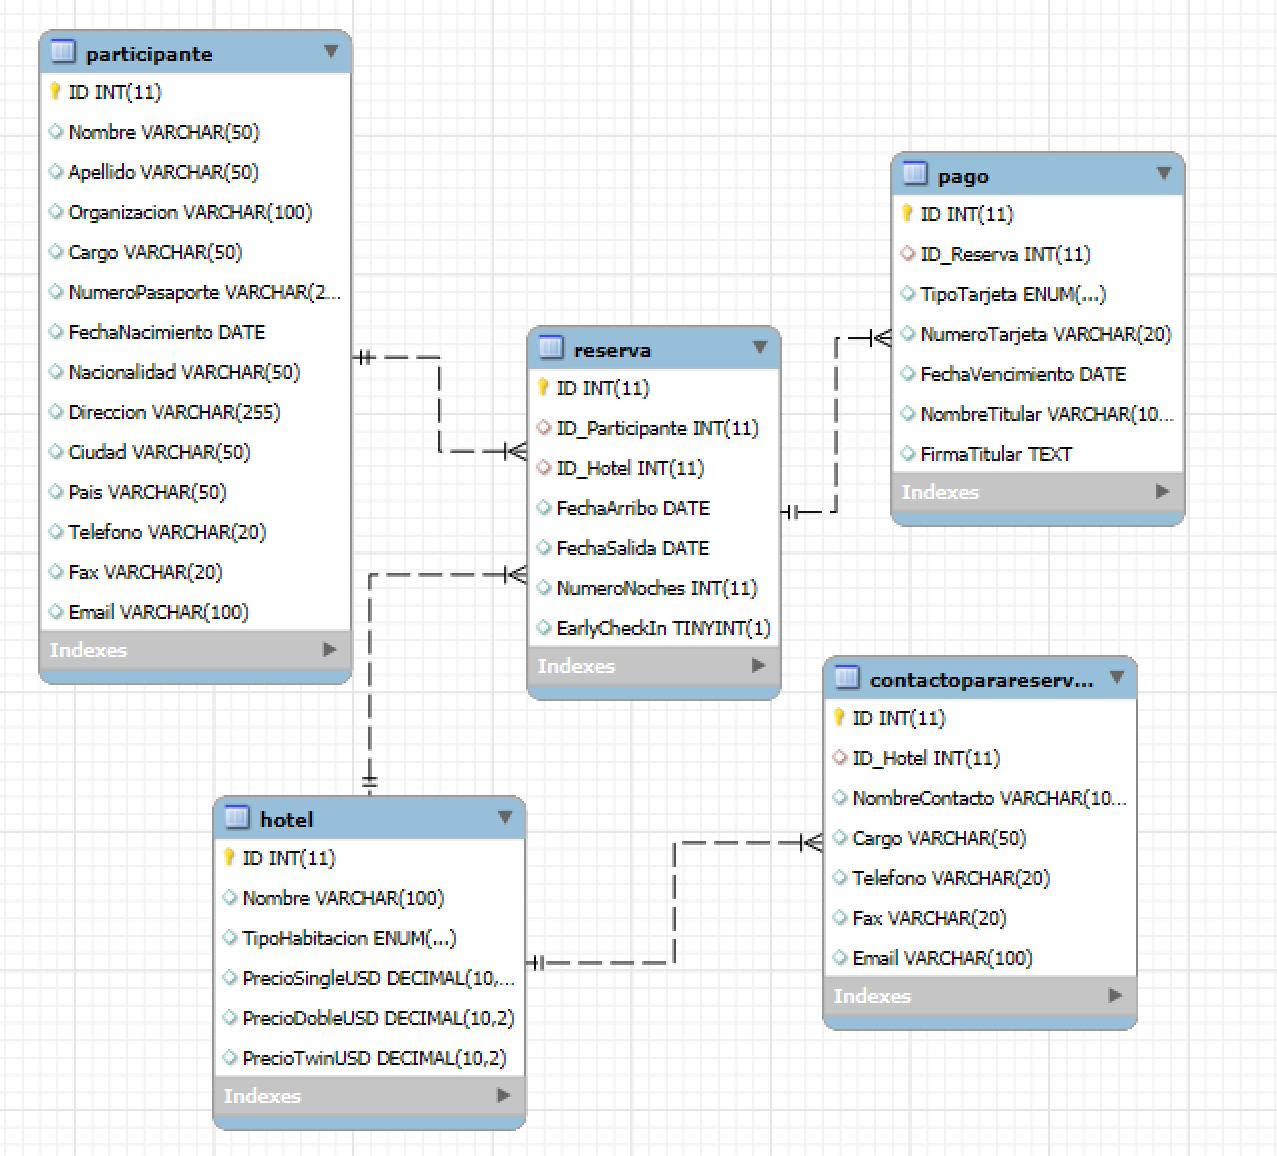 participante
ID INT(11)
Nombre VARCHAR(50)
Apellido VARCHAR(50)
Organizacion VARCHAR(100)
Cargo VARCHAR(50)
NumeroPasaporte VARCHAR(2...
FechaNacimiento DATE
Nacionalidad VARCHAR(50)
Direccion VARCHAR(255)
Ciudad VARCHAR(50)
Pais VARCHAR(50)
Telefono VARCHAR(20)
Fax VARCHAR(20)
Email VARCHAR(100)
Indexes
pago
ID INT(11)
ID_Reserva INT(11)
TipoTarjeta ENUM(...)
NumeroTarjeta VARCHAR(20)
FechaVencimiento DATE
NombreTitular VARCHAR(10...
FirmaTitular TEXT
Indexes
reserva
ID INT(11)
ID_Participante INT(11)
ID_Hotel INT(11)
FechaArribo DATE
FechaSalida DATE
NumeroNoches INT(11)
EarlyCheckIn TINYINT(1)
Indexes
contactoparareserv...
ID INT(11)
ID_Hotel INT(11)
NombreContacto VARCHAR(10...
Cargo VARCHAR(50)
Telefono VARCHAR(20)
Fax VARCHAR(20)
Email VARCHAR(100)
Indexes
hotel
ID INT(11)
Nombre VARCHAR(100)
TipoHabitacion ENUM(...)
PrecioSingleUSD DECIMAL(10,...
PrecioDobleUSD DECIMAL(10,2)
PrecioTwinUSD DECIMAL(10,2)
Indexes